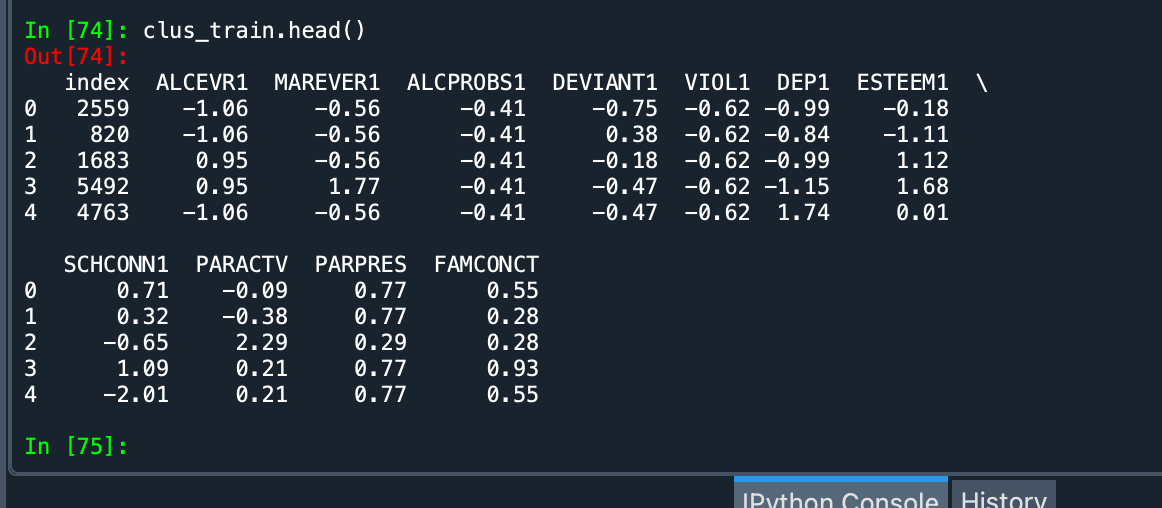 In [74]: clus_train.head()
Out[74]:
   index  ALCEVR1  MAREVER1  ALCPROBS1  DEVIANT1  VIOL1  DEP1  ESTEEM1  \
0   2559    -1.06     -0.56      -0.41     -0.75  -0.62 -0.99    -0.18
1    820    -1.06     -0.56      -0.41      0.38  -0.62 -0.84    -1.11
2   1683     0.95     -0.56      -0.41     -0.18  -0.62 -0.99     1.12
3   5492     0.95      1.77      -0.41     -0.47  -0.62 -1.15     1.68
4   4763    -1.06     -0.56      -0.41     -0.47  -0.62  1.74     0.01
   SCHCONN1  PARACTV  PARPRES  FAMCONCT
0      0.71    -0.09     0.77      0.55
1      0.32    -0.38     0.77      0.28
2     -0.65     2.29     0.29      0.28
3      1.09     0.21     0.77      0.93
4     -2.01     0.21     0.77      0.55
In [75]:
IPython Console History